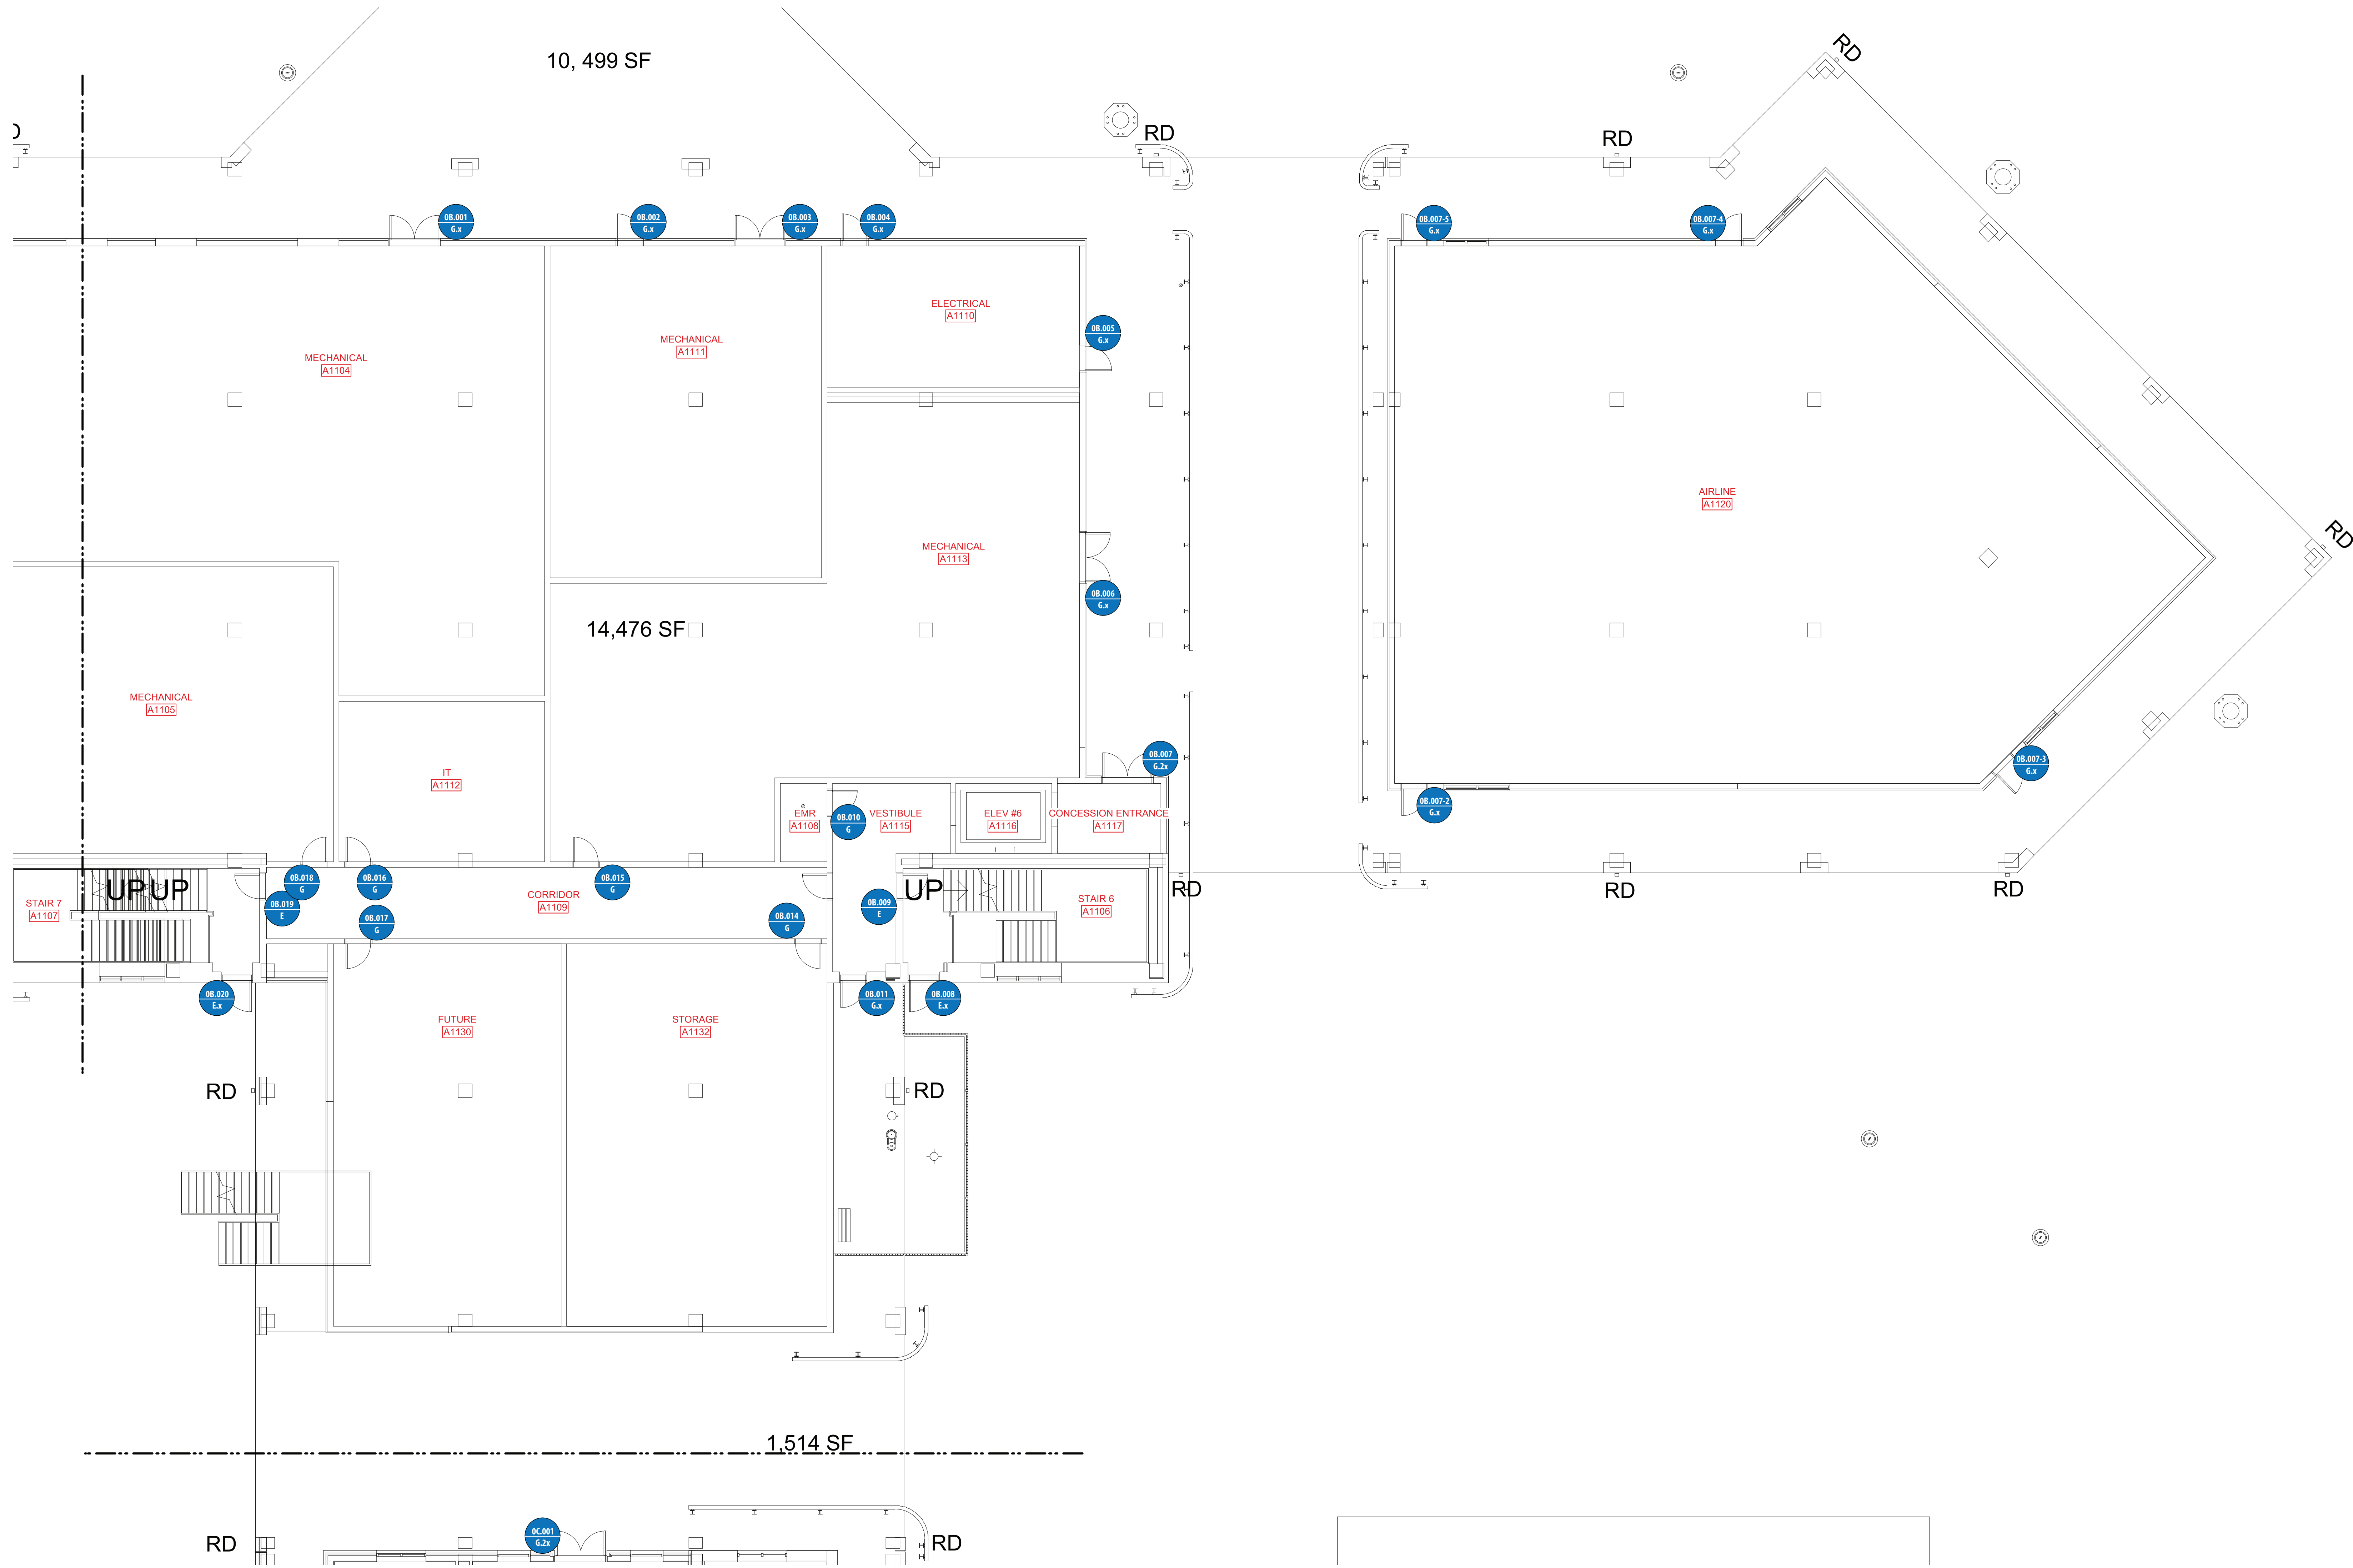 RD
10, 499 SF
RD
RD
0B.001
G.x
0B.002
G.x
0B.003
G.x
0B.004
G.x
0B.007-5
G.x
0B.007-4
G.x
ELECTRICAL
A1110
0B.005
G.x
MECHANICAL
A1111
MECHANICAL
A1104
AIRLINE
A1120
RD
MECHANICAL
A1113
0B.006
G.x
14,476 SF
MECHANICAL
A1105
0B.007
G.2x
0B.007-3
G.x
IT
A1112
0B.007-2
G.x
EMR
A1108
0B.010
G
VESTIBULE
A1115
ELEV #6
A1116
CONCESSION ENTRANCE
A1117
0B.018
G
0B.016
G
0B.015
G
UP
UP
UP
RD
RD
RD
STAIR 7
A1107
0B.019
E
0B.017
G
CORRIDOR
A1109
0B.014
G
0B.009
E
STAIR 6
A1106
0B.020
E.x
0B.011
G.x
0B.008
E.x
FUTURE
A1130
STORAGE
A1132
RD
RD
1,514 SF
0C.001
G.2x
RD
RD